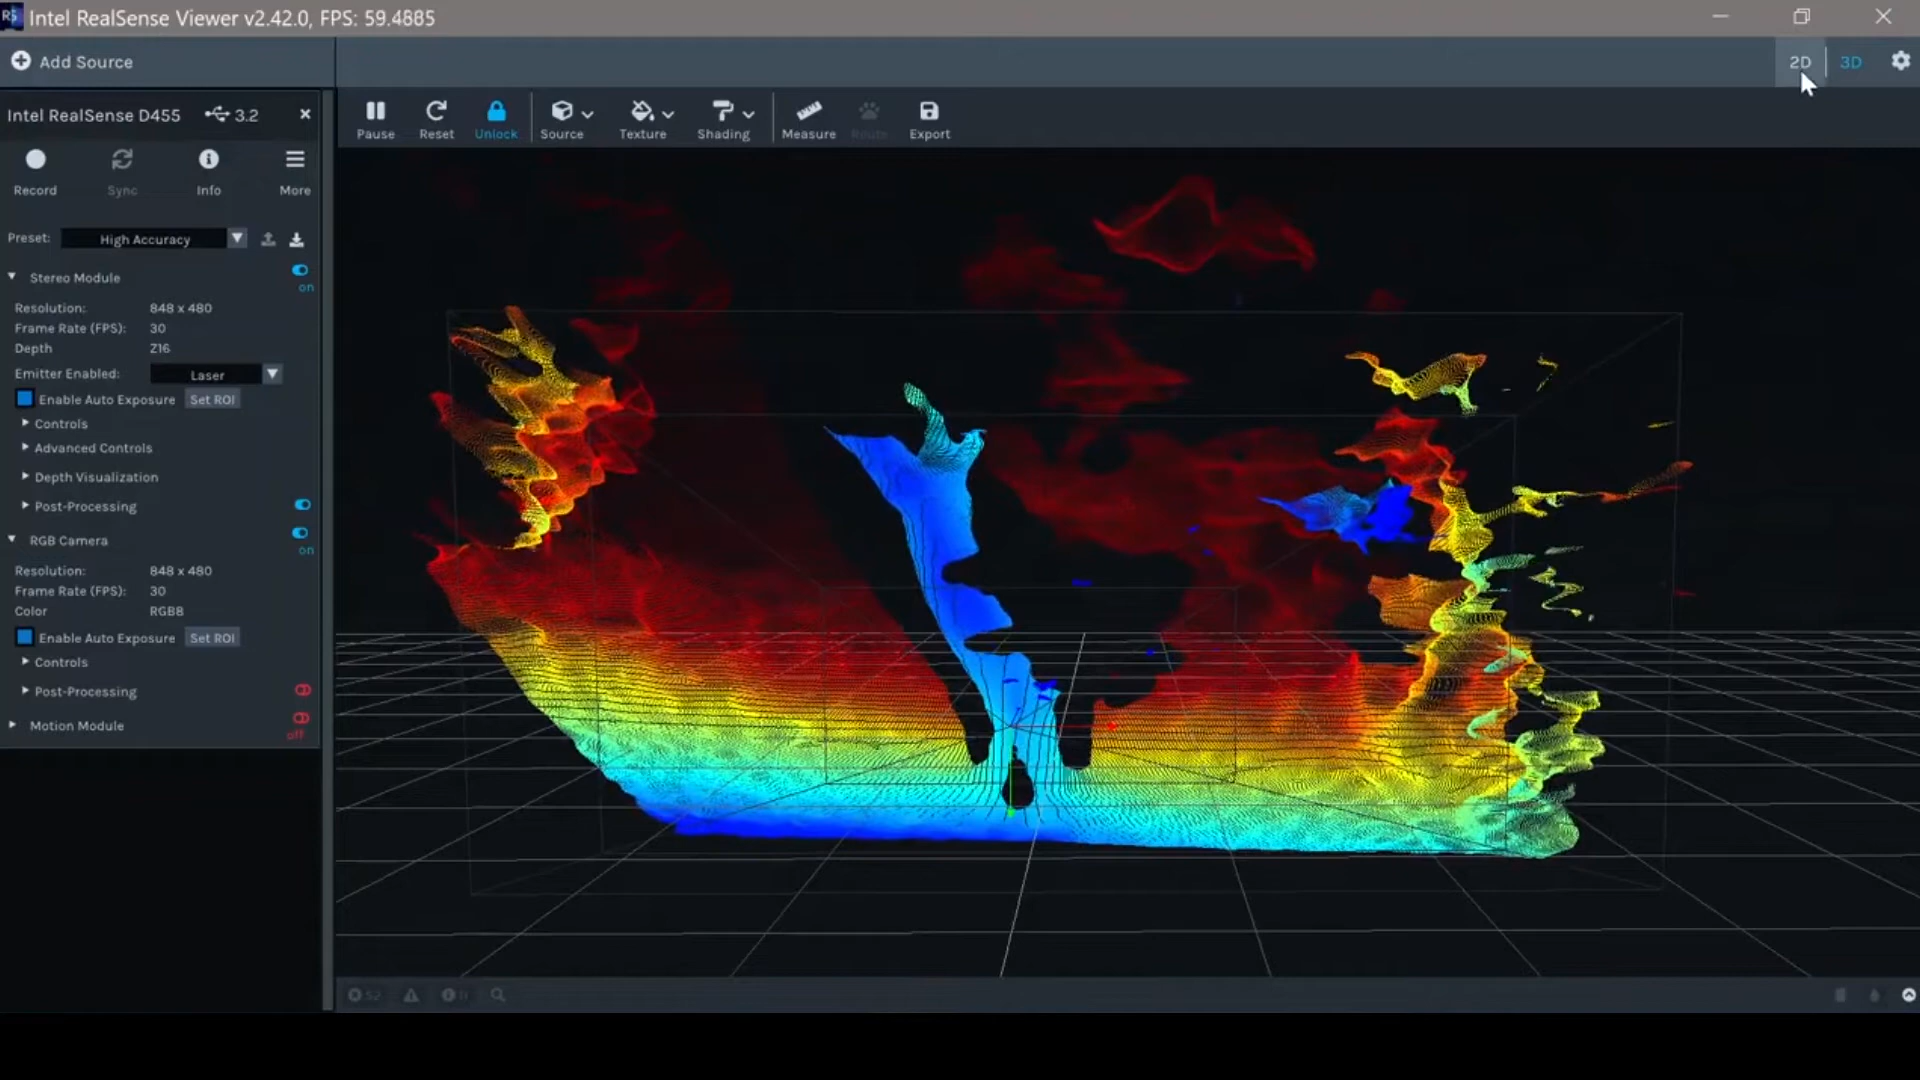 RS Intel RealSense Viewer v2.42.0, FPS: 59.4885
Add Source
2D 3D
Intel RealSense D455 3.2
Pause Reset Unlock Source Texture Shading Measure Route Export
Record Sync Info More
Preset: High Accuracy
Stereo Module
on
Resolution: 848 x 480
Frame Rate (FPS): 30
Depth Z16
Emitter Enabled: Laser
Enable Auto Exposure Set ROI
Controls
Advanced Controls
Depth Visualization
Post-Processing
RGB Camera
on
Resolution: 848 x 480
Frame Rate (FPS): 30
Color RGB8
Enable Auto Exposure Set ROI
Controls
Post-Processing
Motion Module
off
52